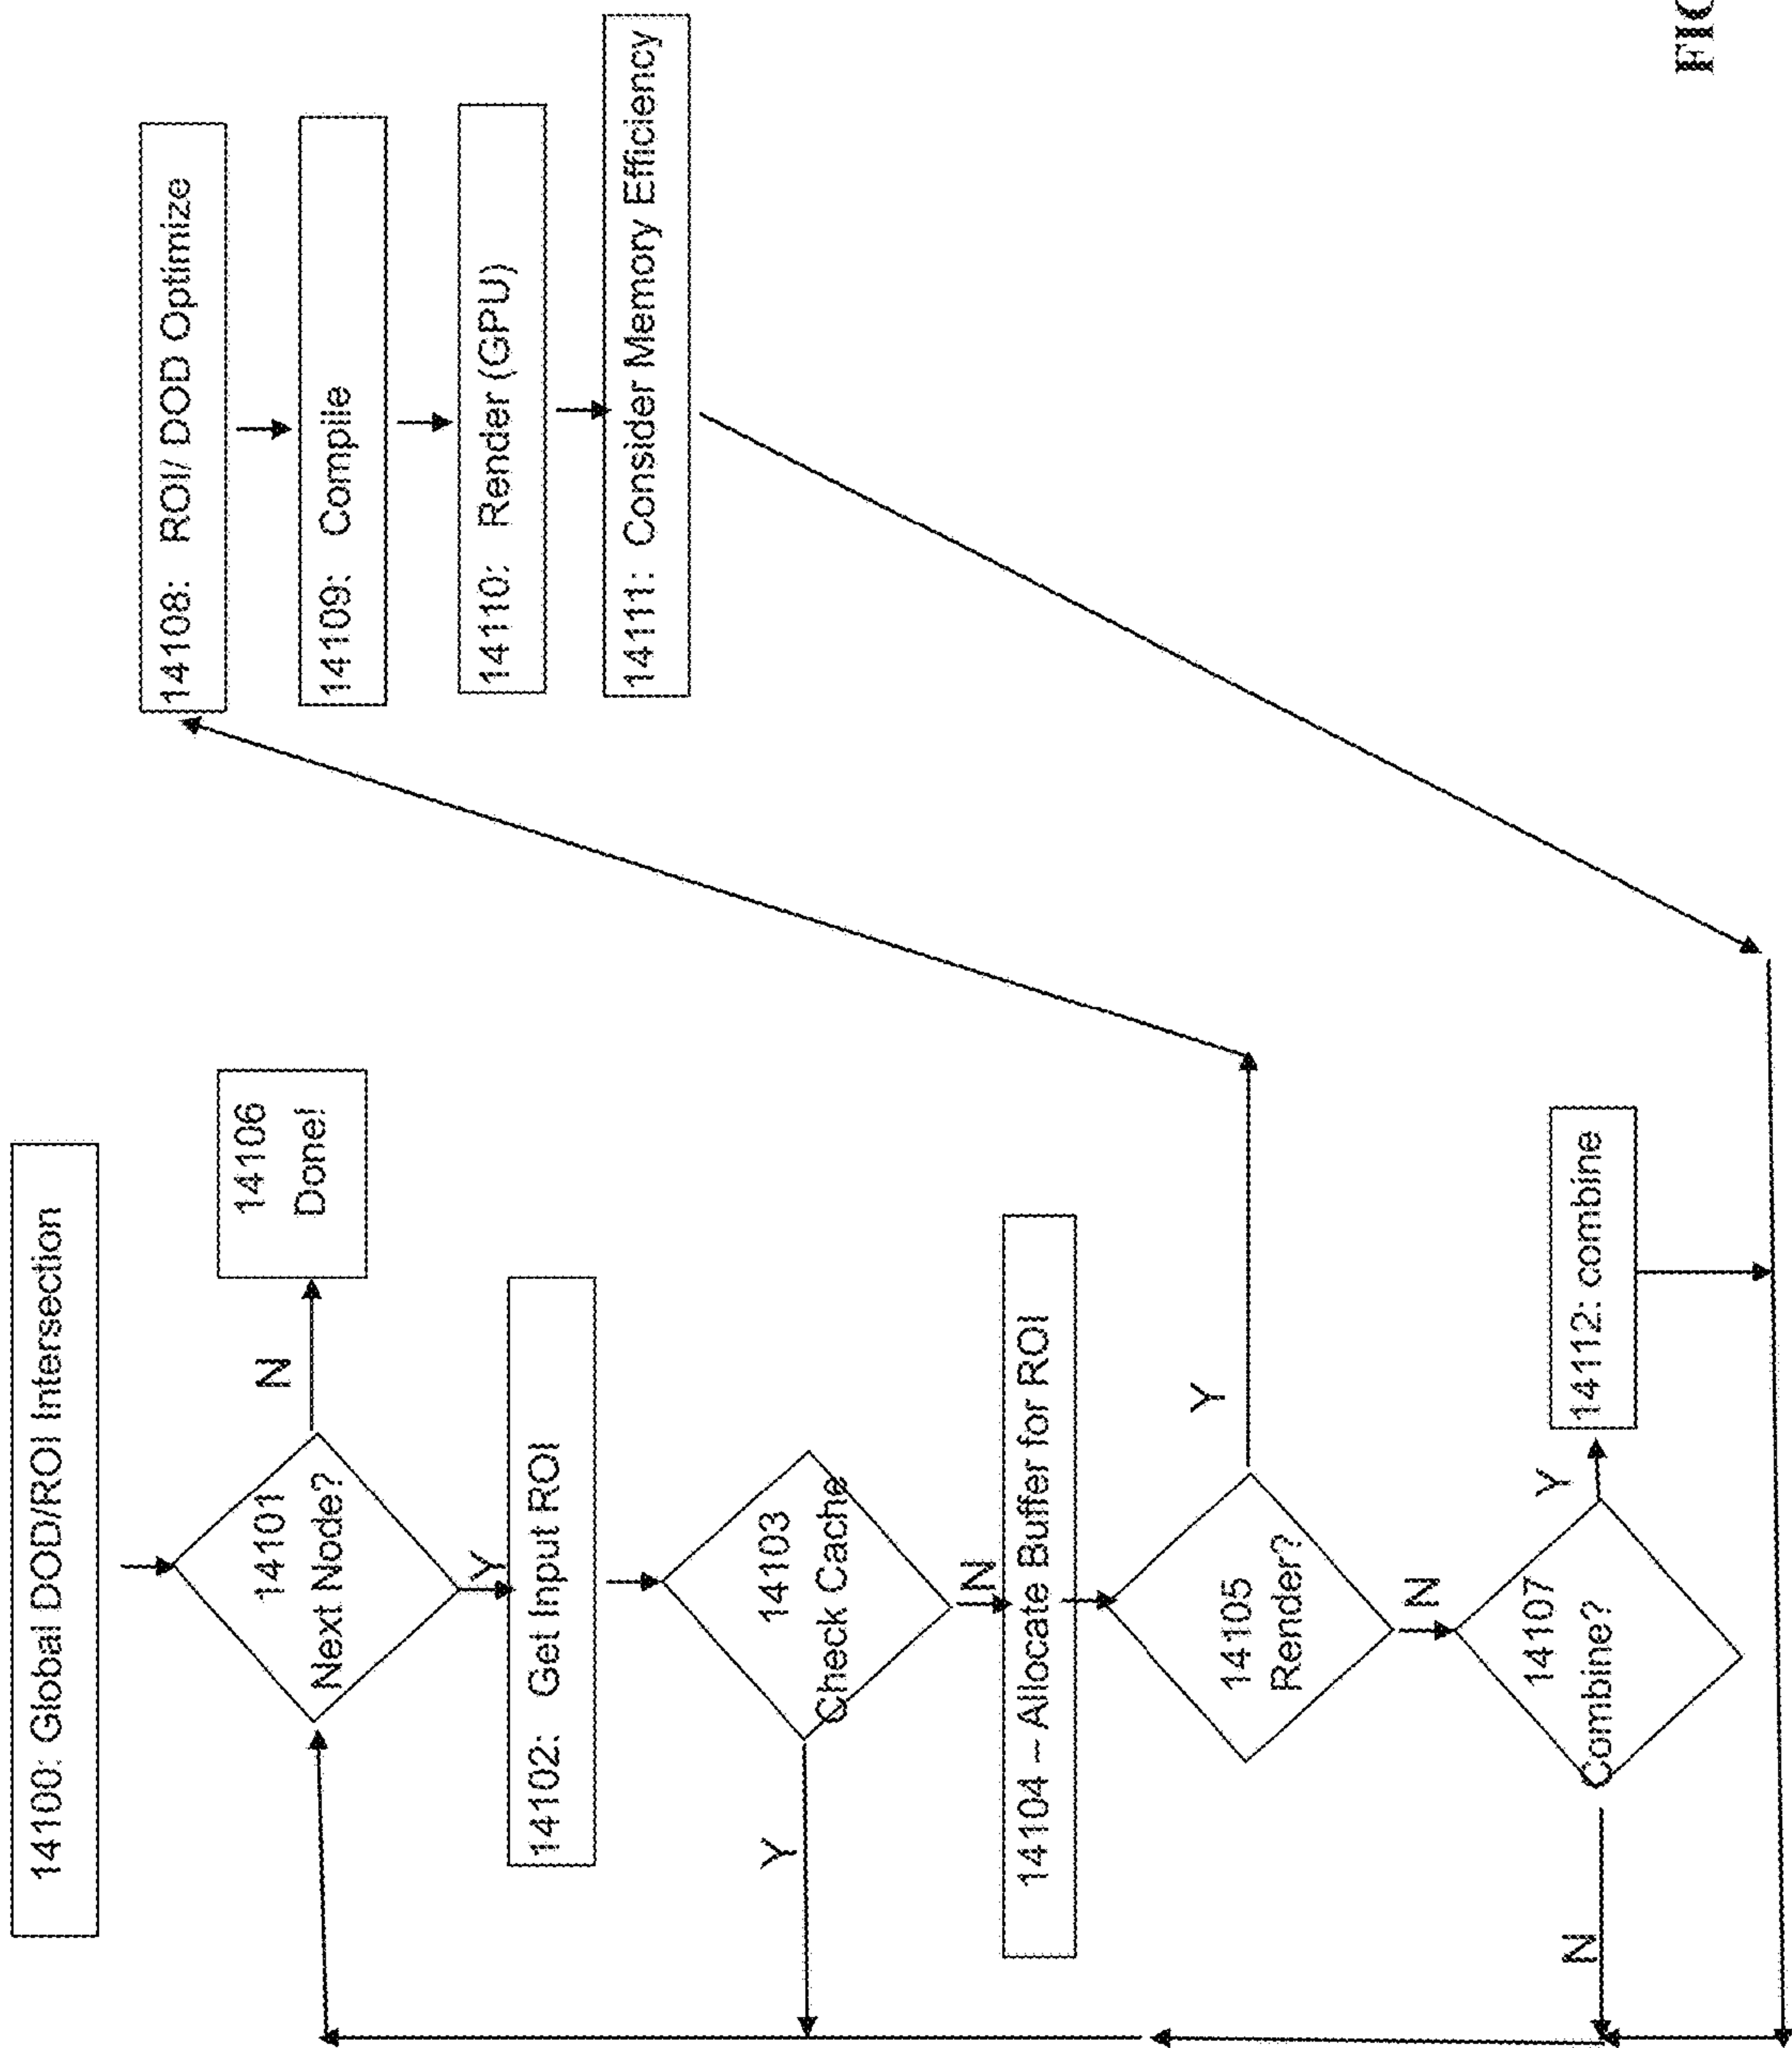 14100: Global DOD/ROI Intersection
14101
Next Node?
N
14106
Done!
Y
14102: Get Input ROI
14103
Check Cache
Y
N
14104 – Allocate Buffer for ROI
14105
Render?
Y
N
14107
Combine?
Y
14112: combine
N
14108: ROI/ DOD Optimize
14109: Compile
14110: Render (GPU)
14111: Consider Memory Efficiency